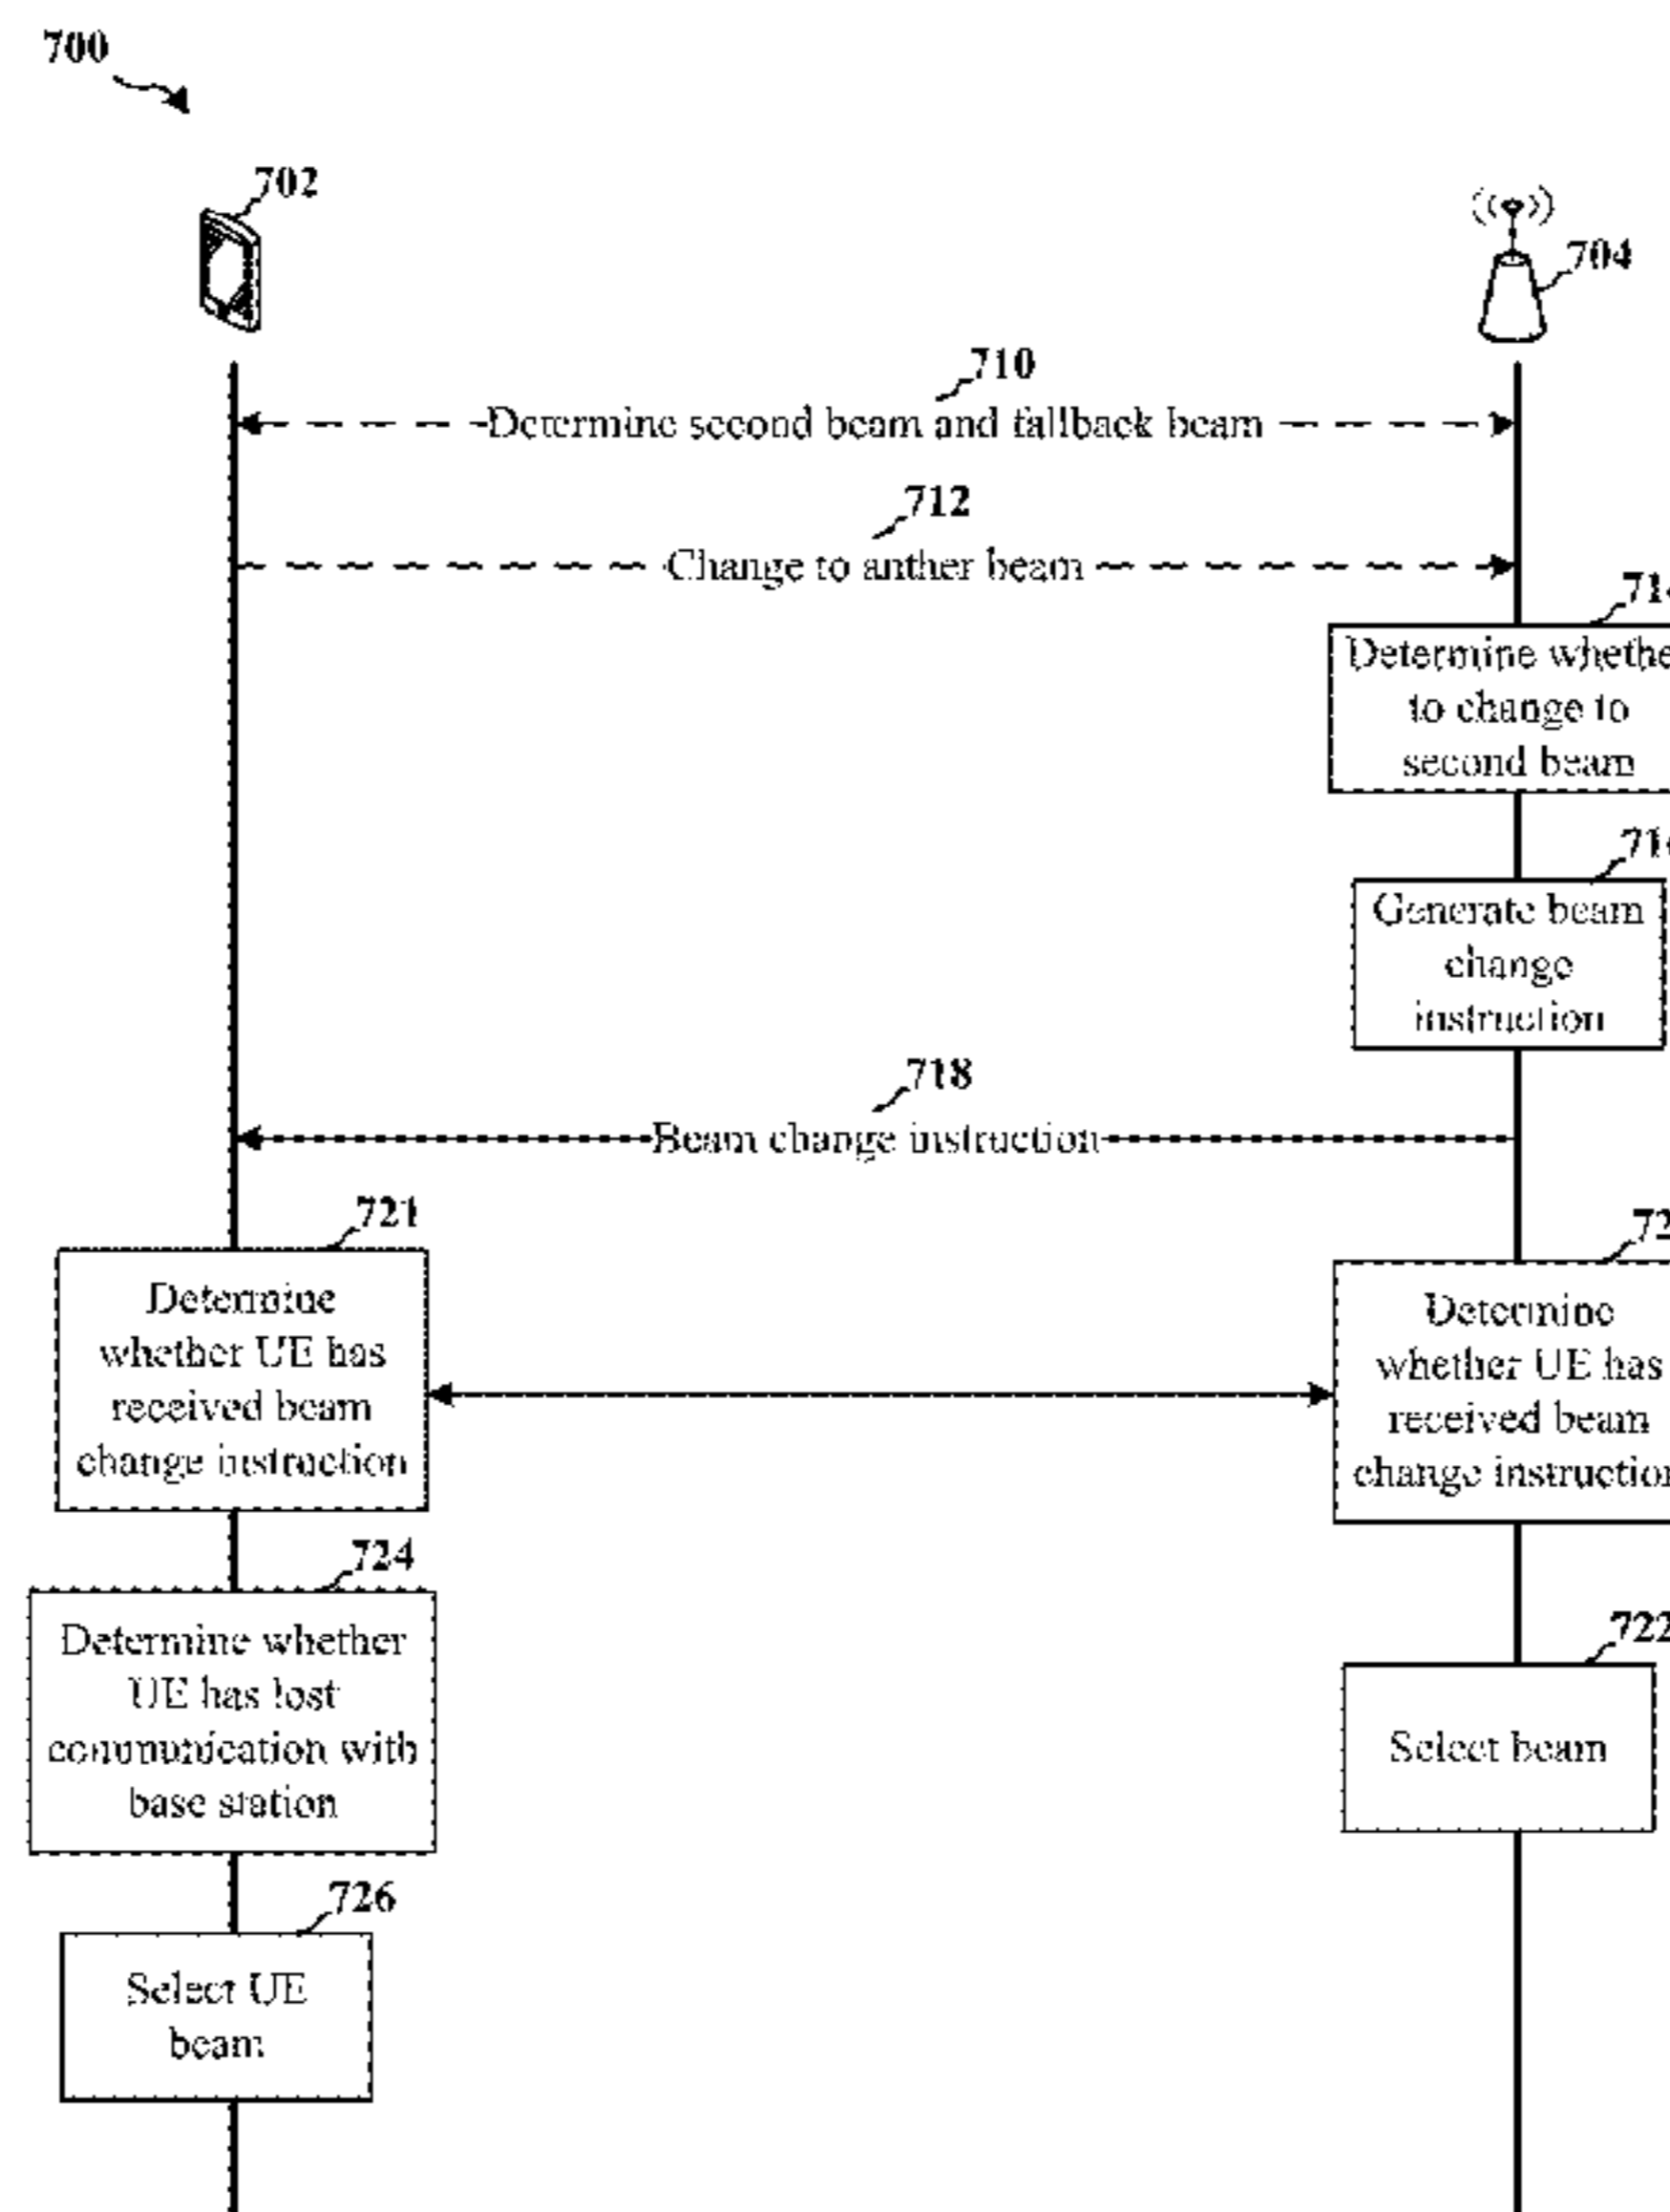 700
702
704
710
Determine second beam and fallback beam
712
Change to anther beam
Determine
to change to
second beam
Generate beam
change
instruction
718
Beam change instruction
721
Determine
whether UE has
received beam
change instruction
Determine
whether UE has
received beam
change instruction
724
Determine whether
UE has lost
communication with
base station
722
Select beam
726
Select UE
beam